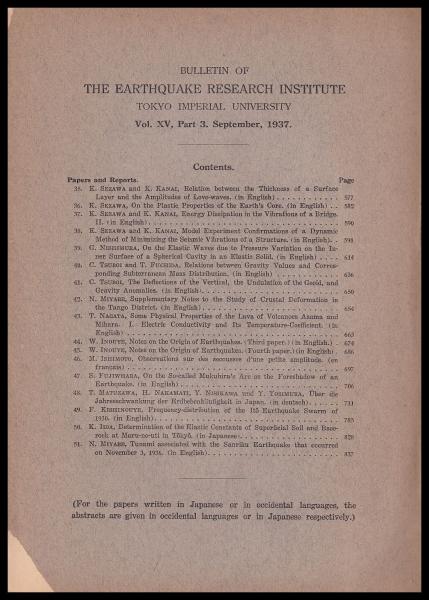 BULLETIN OF
THE EARTHQUAKE RESEARCH INSTITUTE
TOKYO IMPERIAL UNIVERSITY
Vol. XV, Part 3. September, 1937.
Contents.
Papers and Reports. Page
35. K. SEZAWA and K. KANAI, Relation between the Thickness of a Surface
Layer and the Amplitudes of Love-waves. (in English) 577
36. K. SEZAWA, On the Plastic Properties of the Earth's Core. (in English) 582
37. K. SEZAWA and K. KANAI, Energy Dissipation in the Vibrations of a Bridge.
II. (in English) 590
38. K. SEZAWA and K. KANAI, Model Experiment Confirmations of a Dynamic
Method of Minimizing the Seismic Vibrations of a Structure. (in English) 598
39. G. NISHIMURA, On the Elastic Waves due to Pressure Variation on the In-
ner Surface of a Spherical Cavity in an Elastic Solid. (in English) 614
40. C. TSUBOI and T. FUCHIDA, Relations between Gravity Values and Corres-
ponding Subterranean Mass Distribution. (in English) 636
41. C. TSUBOI, The Deflections of the Vertical, the Undulation of the Geoid, and
Gravity Anomalies. (in English) 650
42. N. MIYABE, Supplementary Notes to the Study of Crustal Deformation in
the Tango District. (in English) 654
43. T. NAGATA, Some Physical Properties of the Lava of Volcanoes Asama and
Mihara. I. Electric Conductivity and Its Temperature-Coefficient. (in
English) 663
44. W. INOUYE, Notes on the Origin of Earthquakes. (Third paper.) (in English) 674
45. W. INOUYE, Notes on the Origin of Earthquakes. (Fourth paper.) (in English) 686
46. M. ISHIMOTO, Observations sur des secousses d'une petite amplitude. (en
français) 697
47. S. FUJIWHARA, On the So-called Mukuhira's Arc as the Foreshadow of an
Earthquake. (in English) 706
48. T. MATUZAWA, H. NAKAMATI, Y. NISIKAWA und Y. YOSIMURA, Über die
Jahresschwankung der Erdbebenhäufigkeit in Japan. (in deutsch) 711
49. F. KISHINOUYE, Frequency-distribution of the Itō Earthquake Swarm of
1930. (in English) 785
50. K. IIDA, Determination of the Elastic Constants of Superficial Soil and Base-
rock at Maru-no-uti in Tōkyō. (in Japanese) 828
51. N. MIYABE, Tsunami associated with the Sanriku Earthquake that occurred
on November 3, 1936. (in English) 837
(For the papers written in Japanese or in occidental languages, the
abstracts are given in occidental languages or in Japanese respectively.)